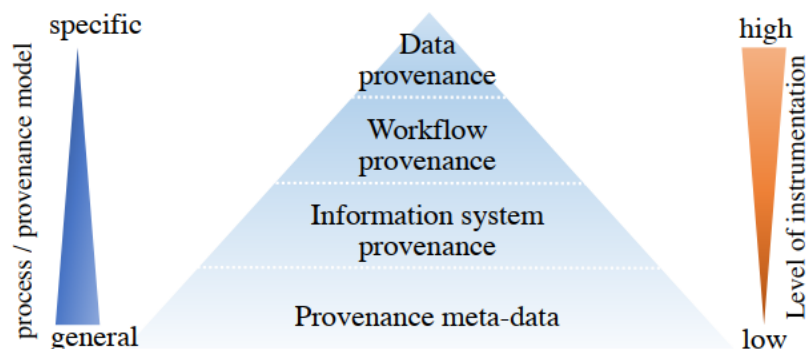 specific
process / provenance model
general
Data
provenance
Workflow
provenance
Information system
provenance
Provenance meta-data
high
Level of instrumentation
low